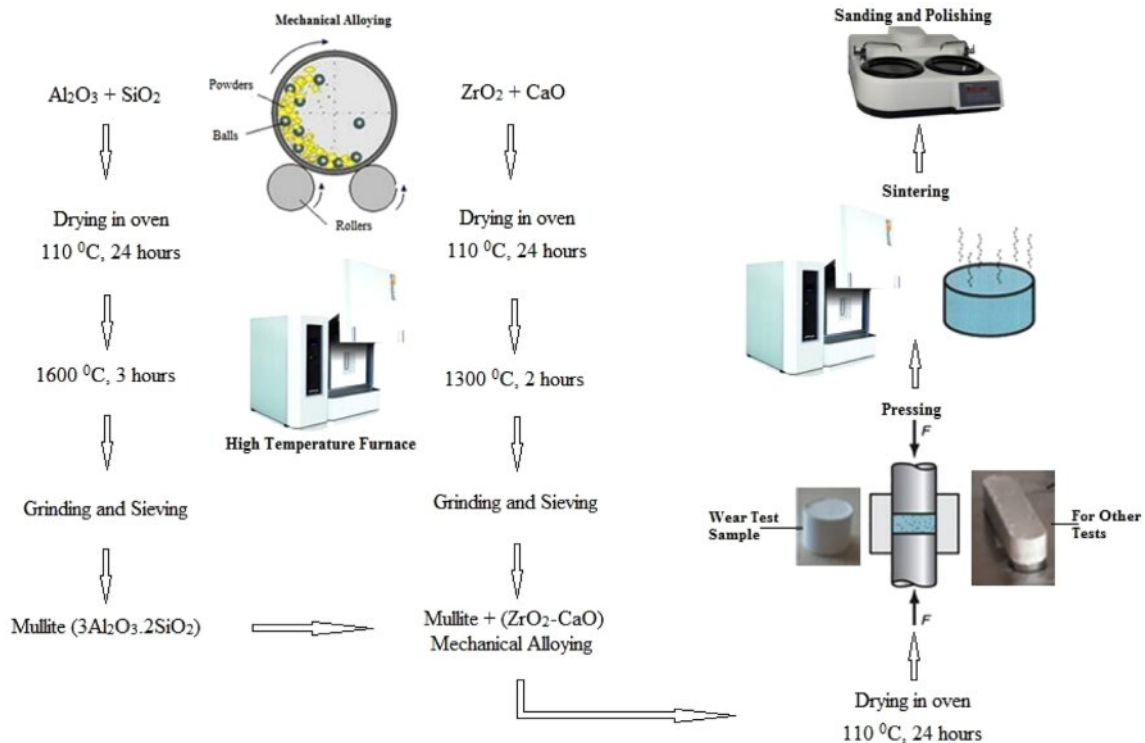 Mechanical Alloying
Powders
Balls
Rollers
Al₂O₃ + SiO₂
Drying in oven
110 ⁰C, 24 hours
1600 ⁰C, 3 hours
Grinding and Sieving
Mullite (3Al₂O₃.2SiO₂)
High Temperature Furnace
ZrO₂ + CaO
Drying in oven
110 ⁰C, 24 hours
1300 ⁰C, 2 hours
Grinding and Sieving
Mullite + (ZrO₂-CaO)
Mechanical Alloying
Drying in oven
110 ⁰C, 24 hours
Pressing
F
F
Wear Test
Sample
For Other
Tests
Sintering
Sanding and Polishing